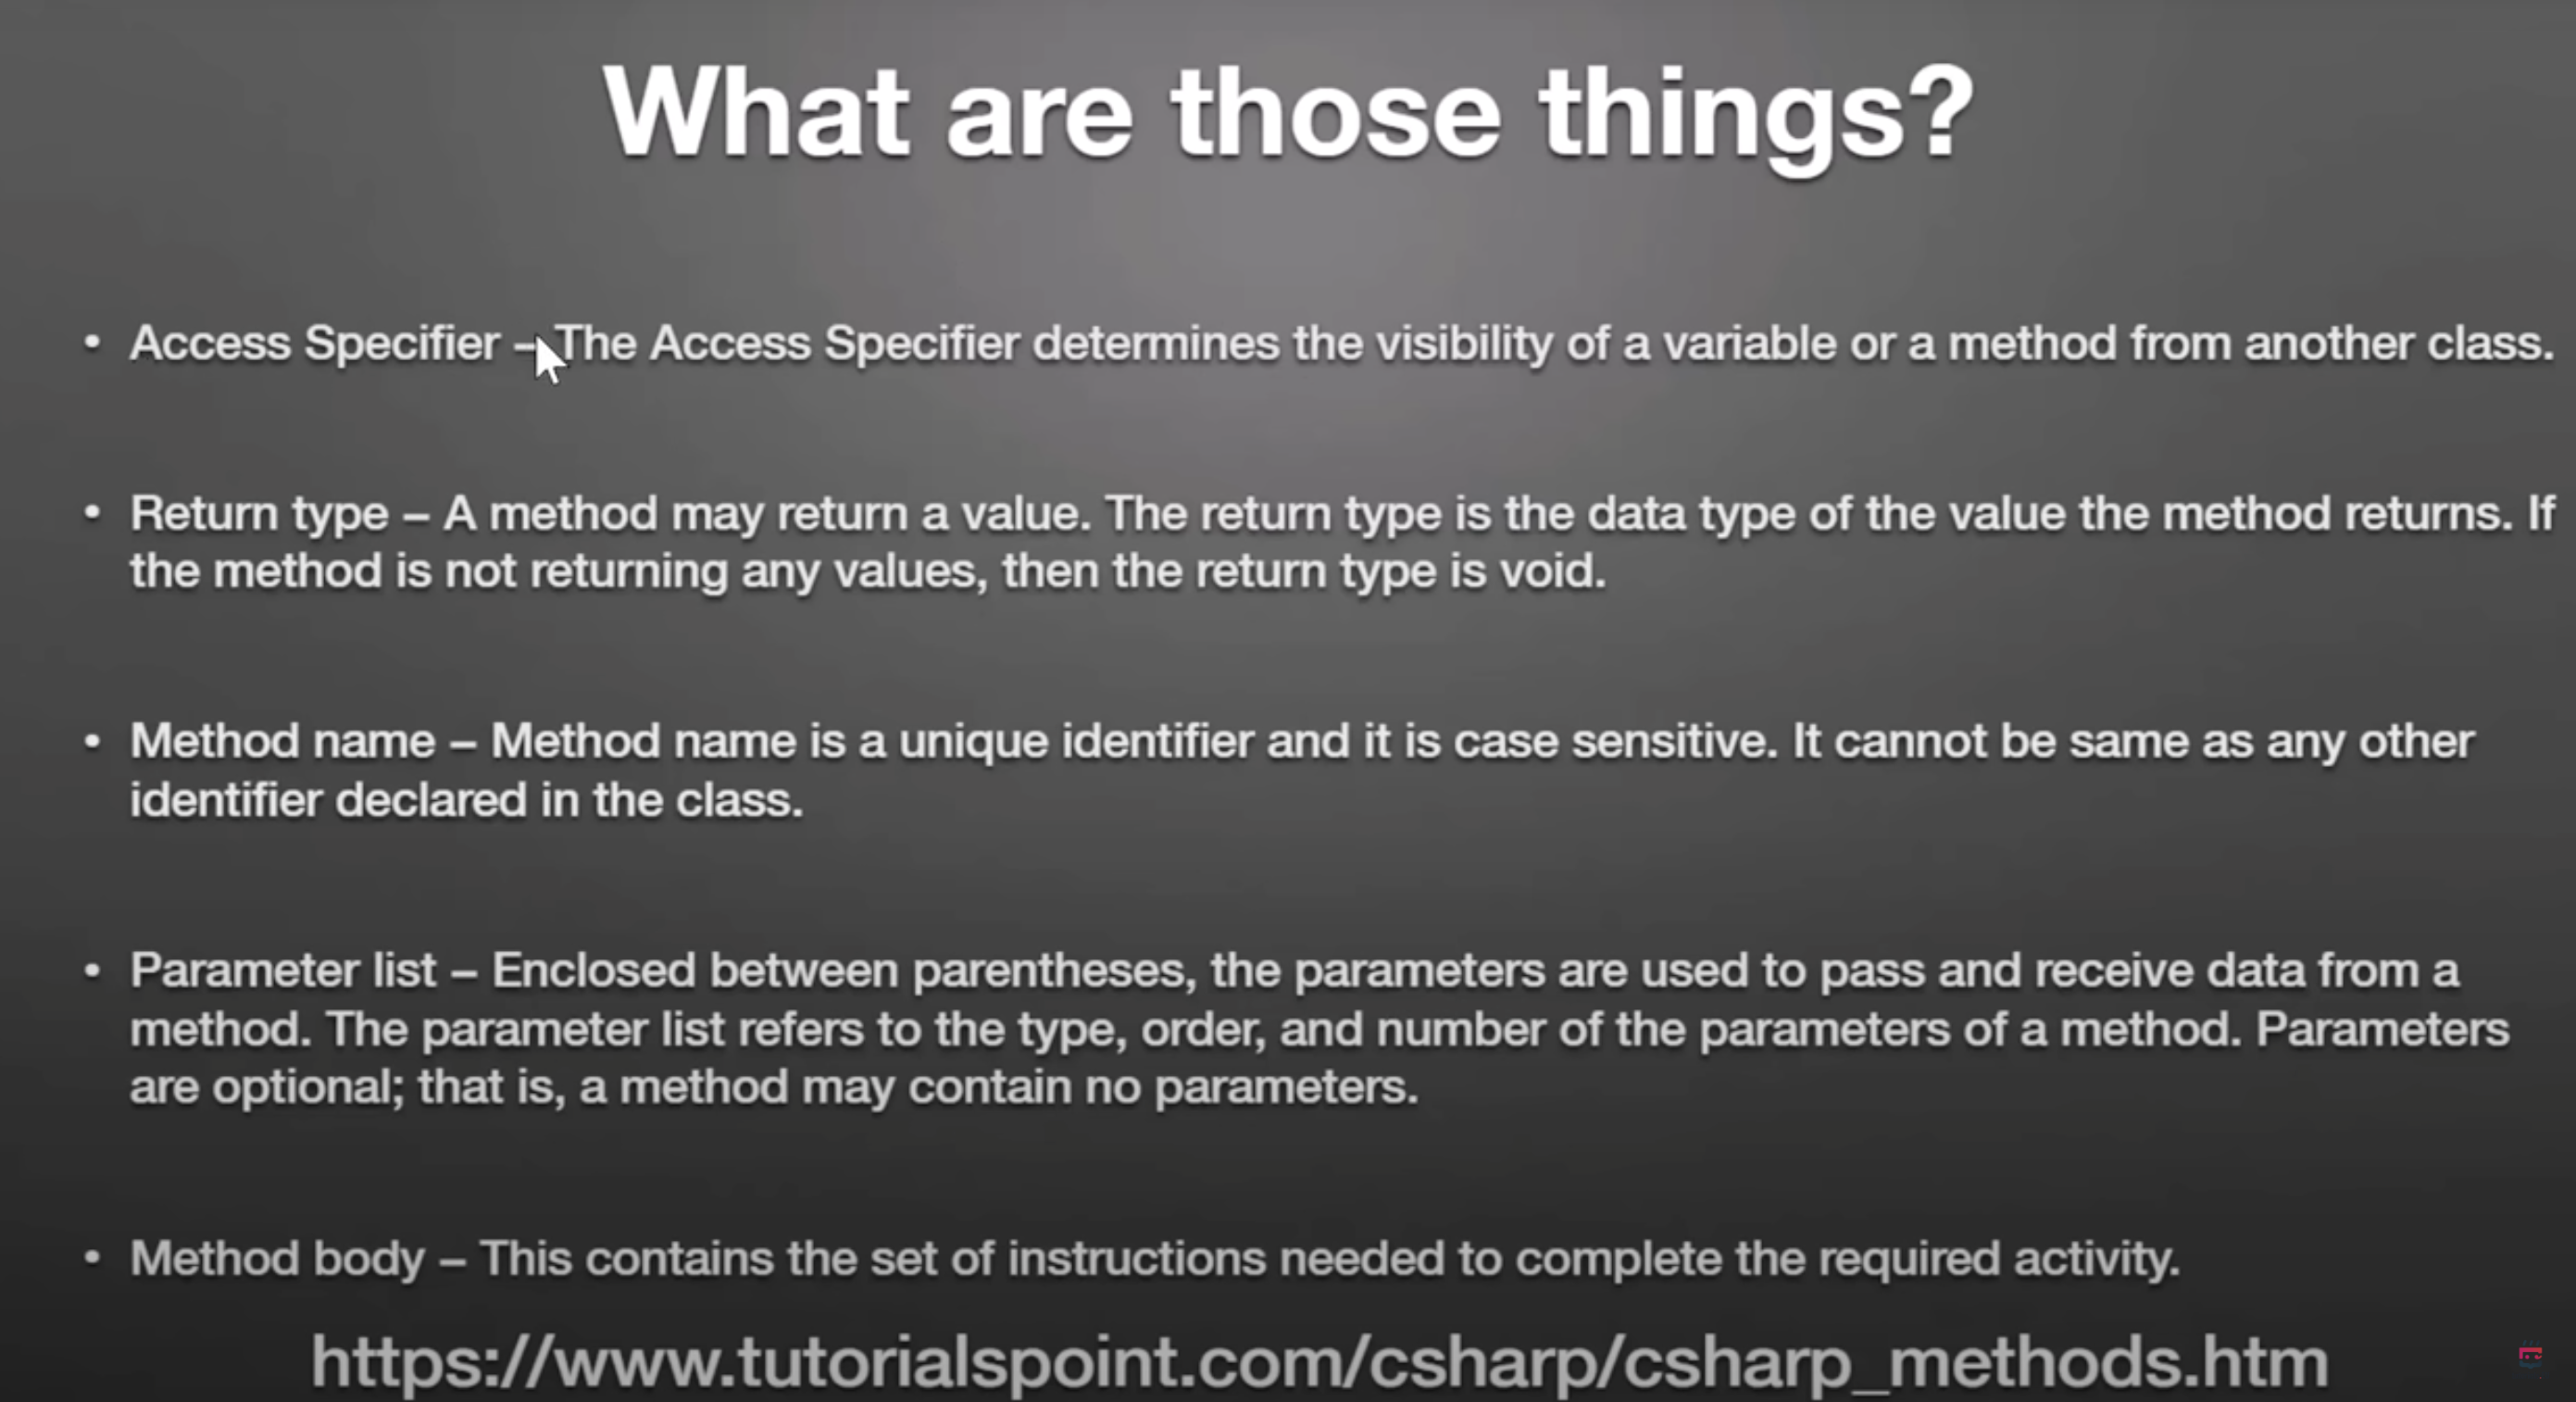 What are those things?
• Access Specifier – The Access Specifier determines the visibility of a variable or a method from another class.
• Return type – A method may return a value. The return type is the data type of the value the method returns. If
the method is not returning any values, then the return type is void.
• Method name – Method name is a unique identifier and it is case sensitive. It cannot be same as any other
identifier declared in the class.
• Parameter list – Enclosed between parentheses, the parameters are used to pass and receive data from a
method. The parameter list refers to the type, order, and number of the parameters of a method. Parameters
are optional; that is, a method may contain no parameters.
• Method body – This contains the set of instructions needed to complete the required activity.
https://www.tutorialspoint.com/csharp/csharp_methods.htm